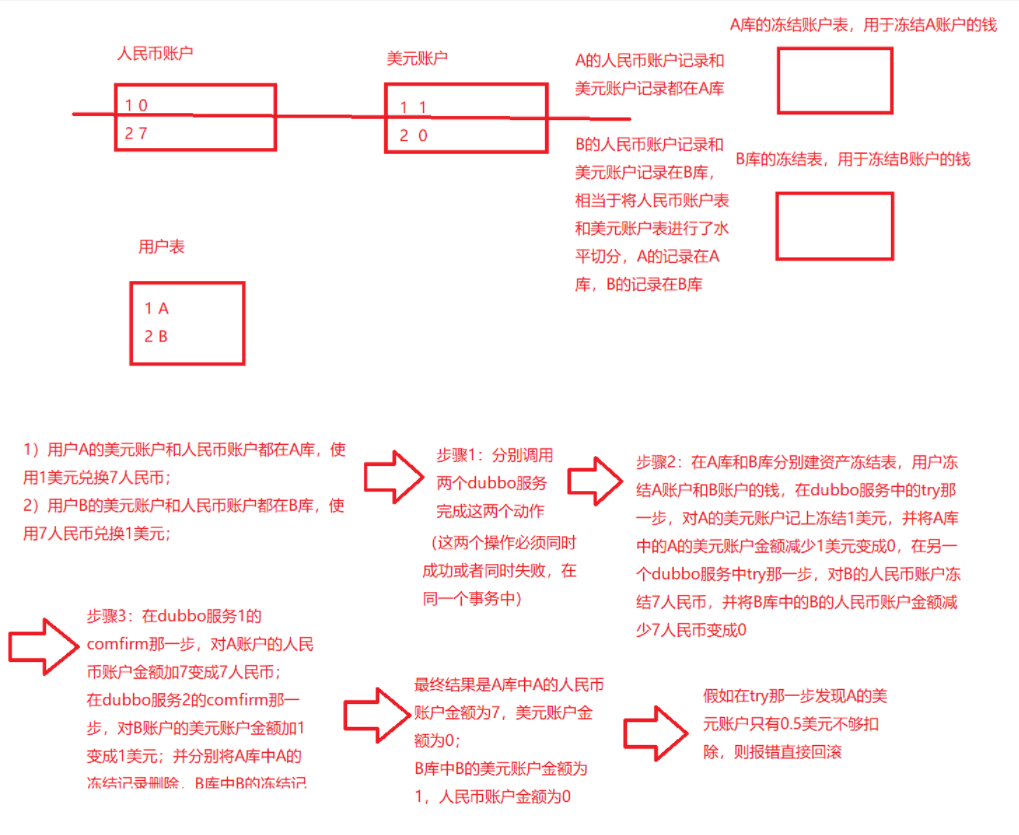 A库的冻结账户表，用于冻结A账户的钱
人民币账户
美元账户
1 0
2 7
1 1
2 0
A的人民币账户记录和
美元账户记录都在A库
B的人民币账户记录和
美元账户记录在B库，
相当于将人民币账户表
和美元账户表进行了水
平切分，A的记录在A
库，B的记录在B库
B库的冻结表，用于冻结B账户的钱
用户表
1 A
2 B
1）用户A的美元账户和人民币账户都在A库，使
用1美元兑换7人民币；
2）用户B的美元账户和人民币账户都在B库，使
用7人民币兑换1美元；
步骤1：分别调用
两个dubbo服务
完成这两个动作
（这两个操作必须同时
成功或者同时失败，在
同一个事务中）
步骤2：在A库和B库分别建资产冻结表，用户冻
结A账户和B账户的钱，在dubbo服务中的try那
一步，对A的美元账户记上冻结1美元，并将A库
中的A的美元账户金额减少1美元变成0，在另一
个dubbo服务中try那一步，对B的人民币账户冻
结7人民币，并将B库中的B的人民币账户金额减
少7人民币变成0
步骤3：在dubbo服务1的
comfirm那一步，对A账户的人民
币账户金额加7变成7人民币；
在dubbo服务2的comfirm那一
步，对B账户的美元账户金额加1
变成1美元；并分别将A库中A的
冻结记录删除，B库中B的冻结记
最终结果是A库中A的人民币
账户金额为7，美元账户金
额为0；
B库中B的美元账户金额为
1，人民币账户金额为0
假如在try那一步发现A的美
元账户只有0.5美元不够扣
除，则报错直接回滚